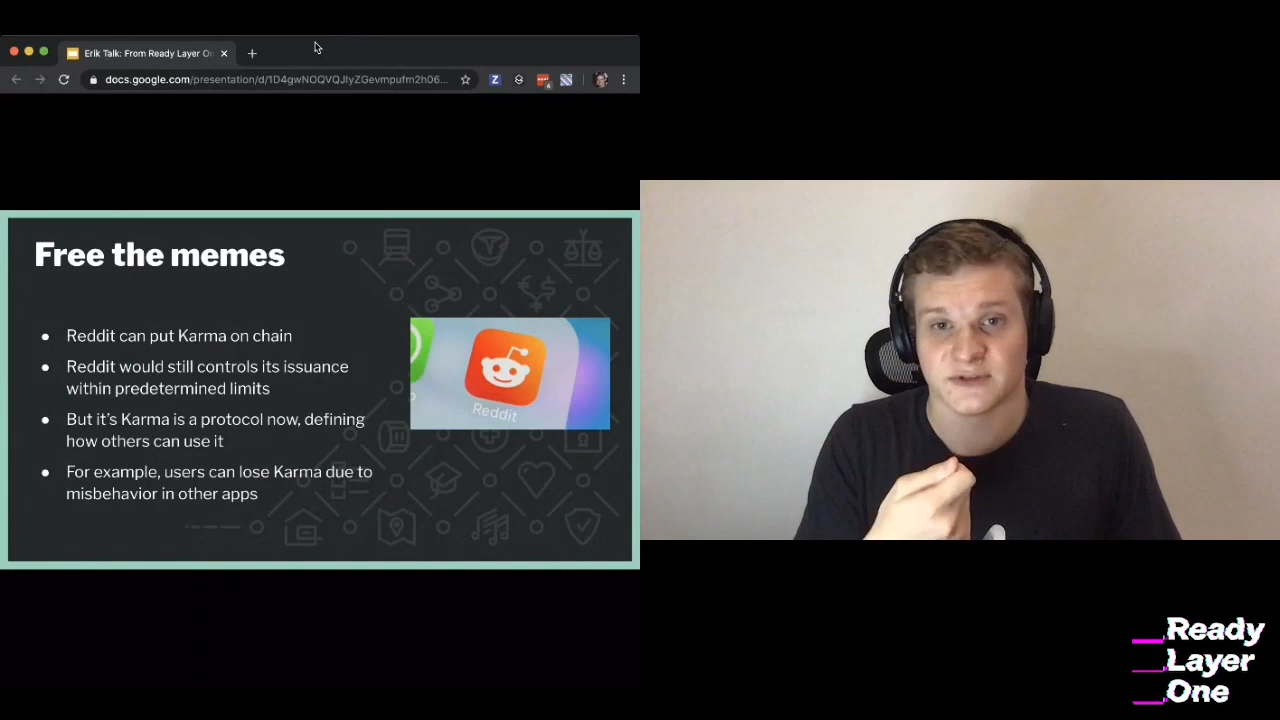 Erik Talk: From Ready Layer On
docs.google.com/presentation/d/1D4gwNOQVQJIyZGevmpufm2h06...
Free the memes
Reddit can put Karma on chain
Reddit would still controls its issuance
within predetermined limits
But it's Karma is a protocol now, defining
how others can use it
For example, users can lose Karma due to
misbehavior in other apps
Reddit
Ready
Layer
One